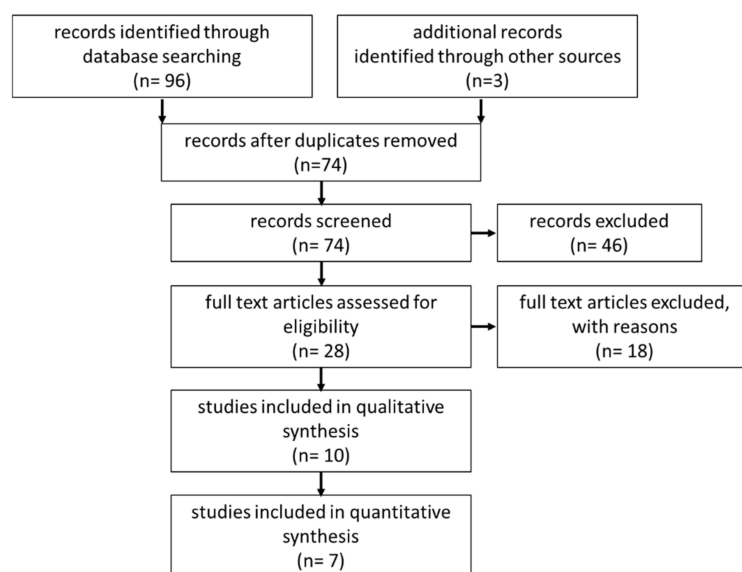 records identified through
database searching
(n= 96)
additional records
identified through other sources
(n=3)
records after duplicates removed
(n=74)
records screened
(n= 74)
records excluded
(n= 46)
full text articles assessed for
eligibility
(n= 28)
full text articles excluded,
with reasons
(n= 18)
studies included in qualitative
synthesis
(n= 10)
studies included in quantitative
synthesis
(n= 7)